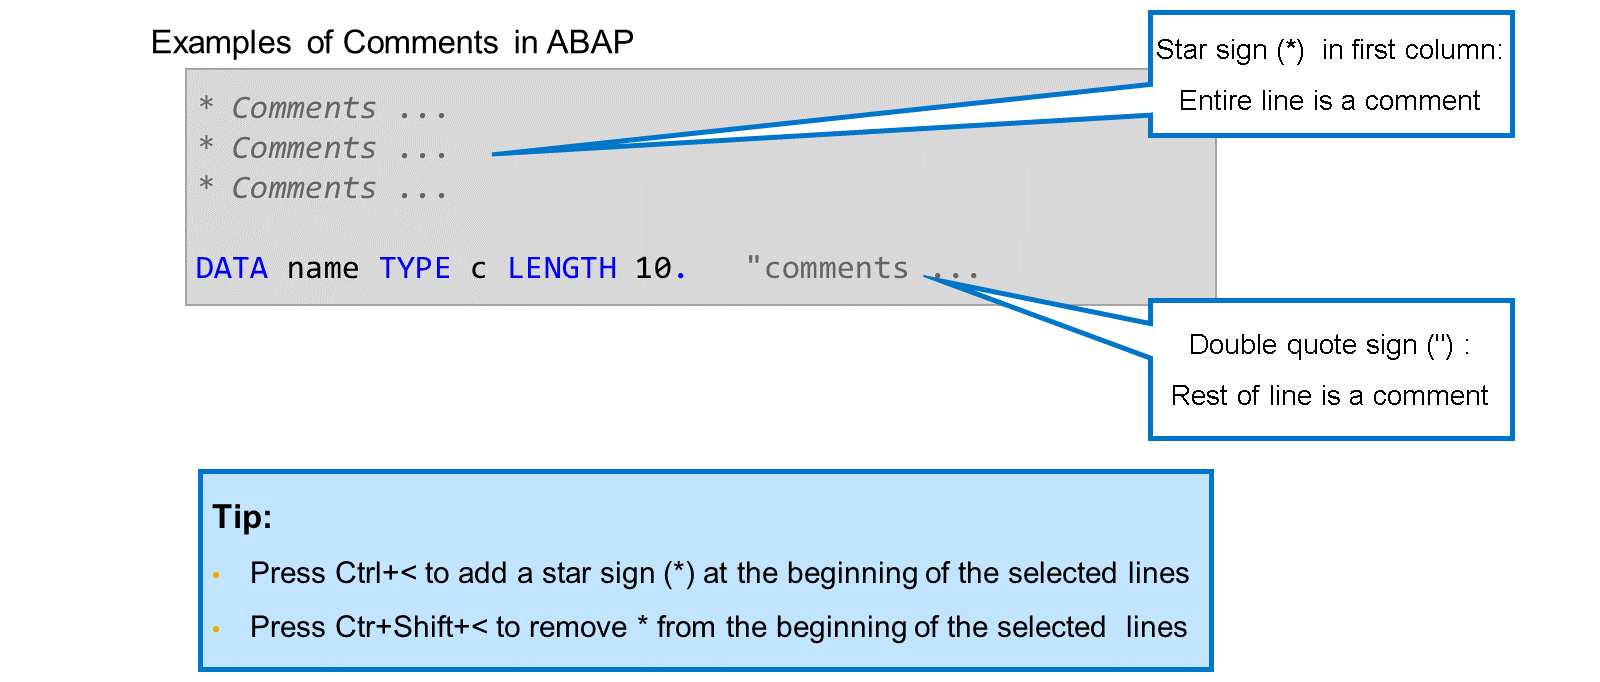 Examples of Comments in ABAP
Star sign (*) in first column:
Entire line is a comment
* Comments ...
* Comments ...
* Comments ...
DATA name TYPE c LENGTH 10. "comments ...
Double quote sign (") :
Rest of line is a comment
Tip:
• Press Ctrl+< to add a star sign (*) at the beginning of the selected lines
• Press Ctr+Shift+< to remove * from the beginning of the selected lines